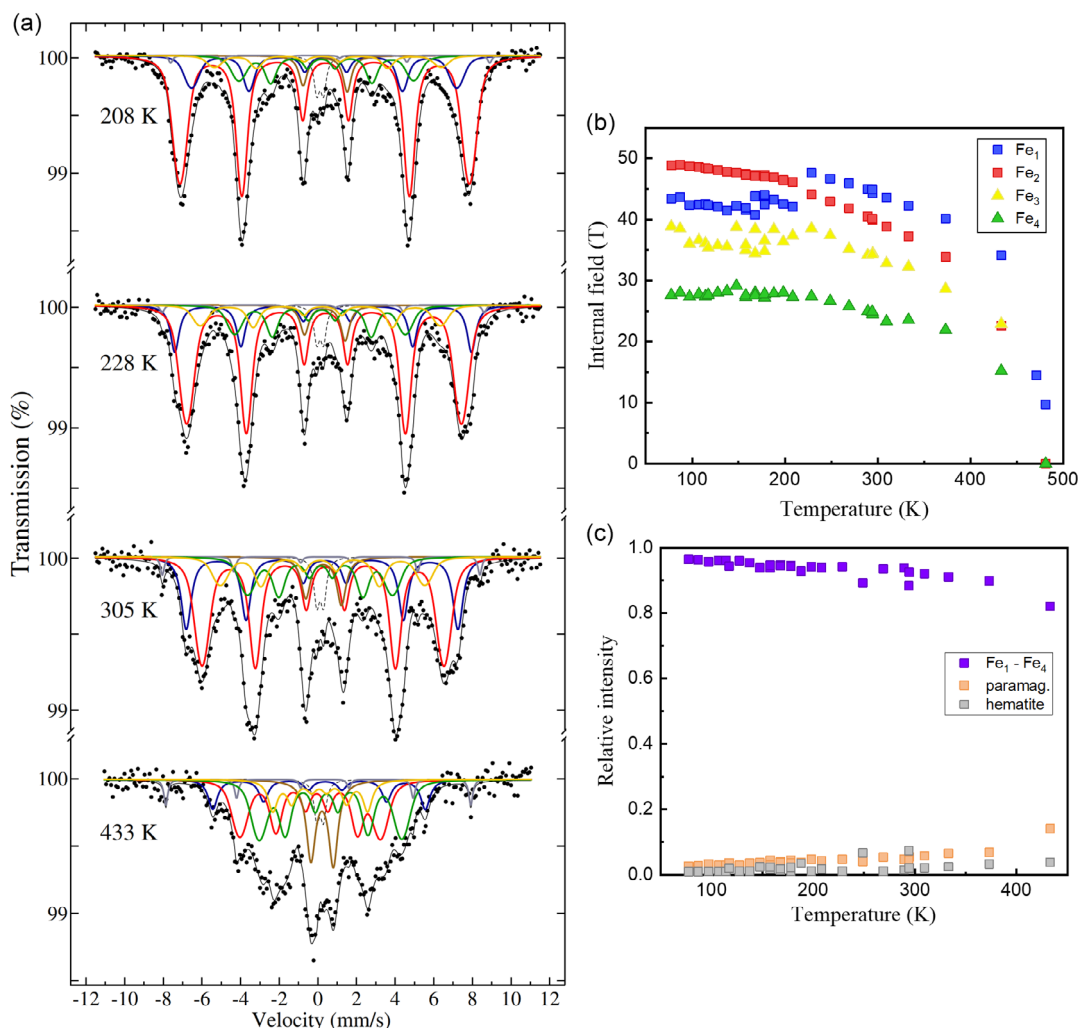 (a)
100
208 K
99
100
228 K
99
100
305 K
99
100
433 K
99
Transmission (%)
-12 -10 -8 -6 -4 -2 0 2 4 6 8 10 12
Velocity (mm/s)
(b)
Fe1
Fe2
Fe3
Fe4
50
40
30
20
10
0
Internal field (T)
100 200 300 400 500
Temperature (K)
(c)
1.0
0.8
0.6
0.4
0.2
0.0
Relative intensity
Fe1 - Fe4
paramag.
hematite
100 200 300 400
Temperature (K)